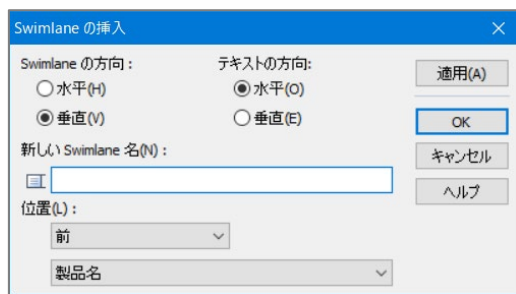 Swimlane の挿入
Swimlane の方向 :
テキストの方向:
水平(H)
水平(O)
垂直(V)
垂直(E)
新しい Swimlane 名(N) :
位置(L) :
前
製品名
適用(A)
OK
キャンセル
ヘルプ